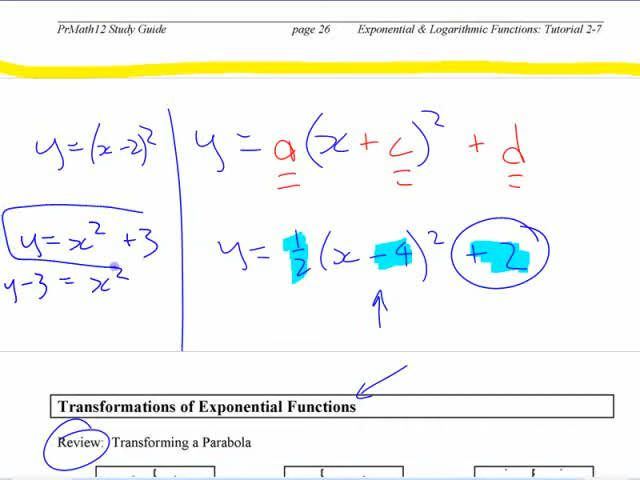 PrMath12 Study Guide page 26 Exponential & Logarithmic Functions: Tutorial 2-7
y = (x - 2)²
y = x² + 3
y - 3 = x²
y = a(x + c)² + d
y = 1/2 (x - 4)² + 2
Transformations of Exponential Functions
Review: Transforming a Parabola